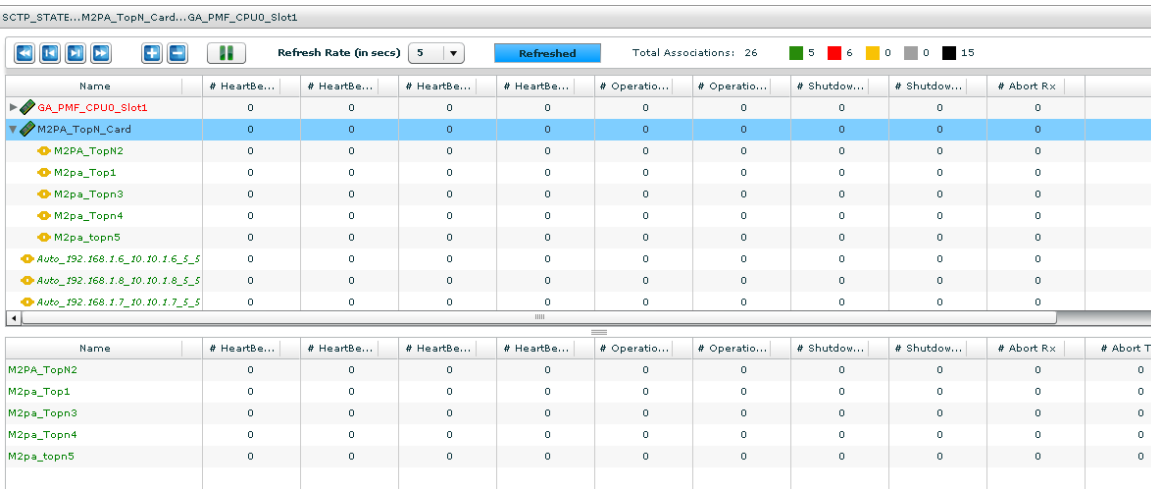 SCTP_STATE...M2PA_TopN_Card...GA_PMF_CPU0_Slot1
Refresh Rate (in secs) 5 Refreshed Total Associations: 26 5 6 0 0 15
Name # HeartBe... # HeartBe... # HeartBe... # HeartBe... # Operatio... # Operatio... # Shutdow... # Shutdow... # Abort Rx
GA_PMF_CPU0_Slot1 0 0 0 0 0 0 0 0 0
M2PA_TopN_Card 0 0 0 0 0 0 0 0 0
M2PA_TopN2 0 0 0 0 0 0 0 0 0
M2pa_Top1 0 0 0 0 0 0 0 0 0
M2pa_Topn3 0 0 0 0 0 0 0 0 0
M2pa_Topn4 0 0 0 0 0 0 0 0 0
M2pa_topn5 0 0 0 0 0 0 0 0 0
Auto_192.168.1.6_10.10.1.6_5_5 0 0 0 0 0 0 0 0 0
Auto_192.168.1.8_10.10.1.8_5_5 0 0 0 0 0 0 0 0 0
Auto_192.168.1.7_10.10.1.7_5_5 0 0 0 0 0 0 0 0 0
Name # HeartBe... # HeartBe... # HeartBe... # HeartBe... # Operatio... # Operatio... # Shutdow... # Shutdow... # Abort Rx # Abort T
M2PA_TopN2 0 0 0 0 0 0 0 0 0 0
M2pa_Top1 0 0 0 0 0 0 0 0 0 0
M2pa_Topn3 0 0 0 0 0 0 0 0 0 0
M2pa_Topn4 0 0 0 0 0 0 0 0 0 0
M2pa_topn5 0 0 0 0 0 0 0 0 0 0